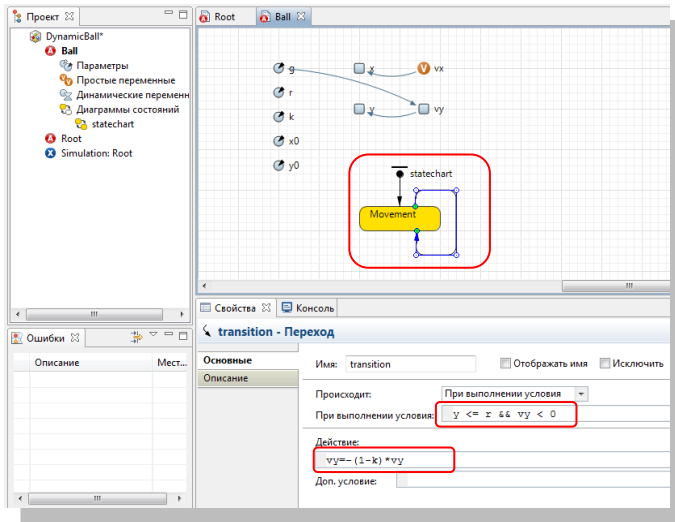 Проект
DynamicBall*
Ball
Параметры
Простые переменные
Динамические переменн
Диаграммы состояний
statechart
Root
Simulation: Root
Root
Ball
g
x
vx
r
k
y
vy
x0
y0
statechart
Movement
Ошибки
Описание
Мест...
Свойства
Консоль
transition - Переход
Основные
Описание
Имя: transition
Отображать имя
Исключить
Происходит: При выполнении условия
При выполнении условия: y <= r && vy < 0
Действие:
vy=-(1-k)*vy
Доп. условие: